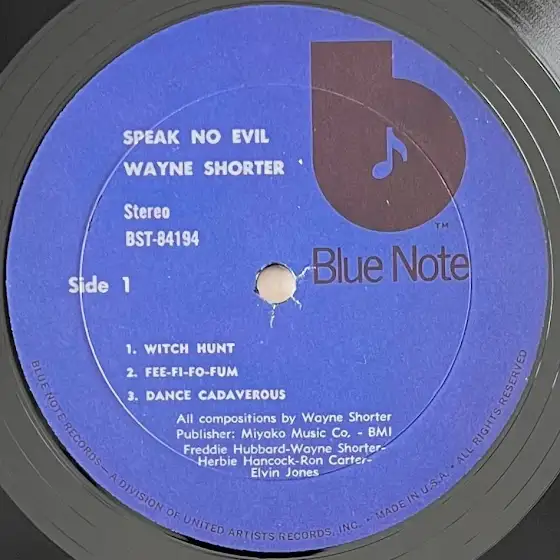 SPEAK NO EVIL
WAYNE SHORTER
Stereo
BST-84194
Side 1
TM
Blue Note
1. WITCH HUNT
2. FEE-FI-FO-FUM
3. DANCE CADAVEROUS
All compositions by Wayne Shorter
Publisher: Miyako Music Co. - BMI
Freddie Hubbard-Wayne Shorter-
Herbie Hancock-Ron Carter-
Elvin Jones
BLUE NOTE RECORDS — A DIVISION OF UNITED ARTISTS RECORDS, INC. • MADE IN U.S.A. • ALL RIGHTS RESERVED